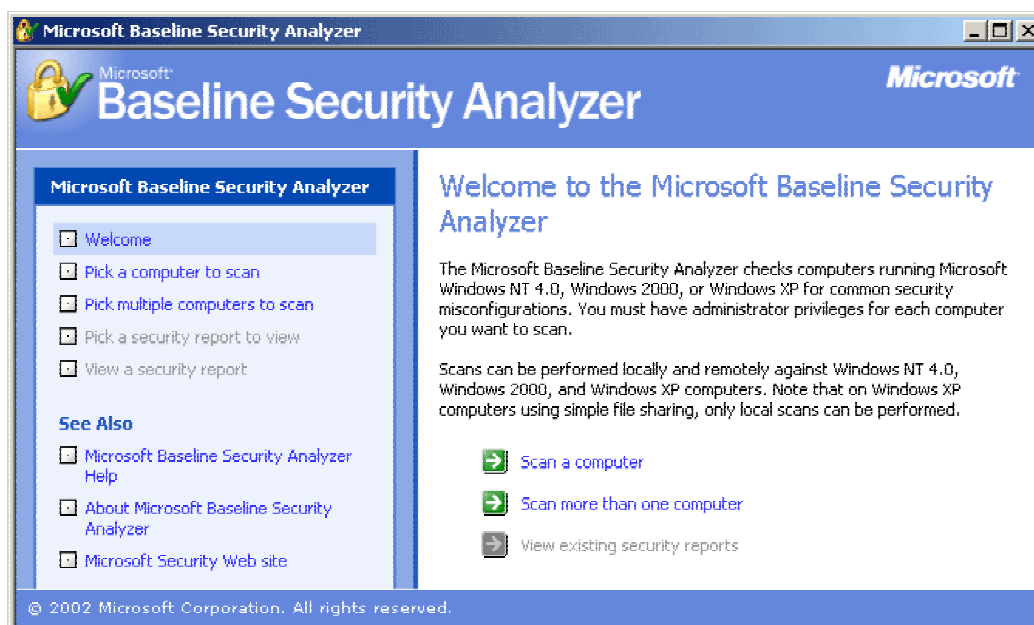 Microsoft Baseline Security Analyzer
Microsoft
Baseline Security Analyzer
Microsoft
Microsoft Baseline Security Analyzer
Welcome
Pick a computer to scan
Pick multiple computers to scan
Pick a security report to view
View a security report
See Also
Microsoft Baseline Security Analyzer
Help
About Microsoft Baseline Security
Analyzer
Microsoft Security Web site
Welcome to the Microsoft Baseline Security
Analyzer
The Microsoft Baseline Security Analyzer checks computers running Microsoft
Windows NT 4.0, Windows 2000, or Windows XP for common security
misconfigurations. You must have administrator privileges for each computer
you want to scan.
Scans can be performed locally and remotely against Windows NT 4.0,
Windows 2000, and Windows XP computers. Note that on Windows XP
computers using simple file sharing, only local scans can be performed.
Scan a computer
Scan more than one computer
View existing security reports
© 2002 Microsoft Corporation. All rights reserved.